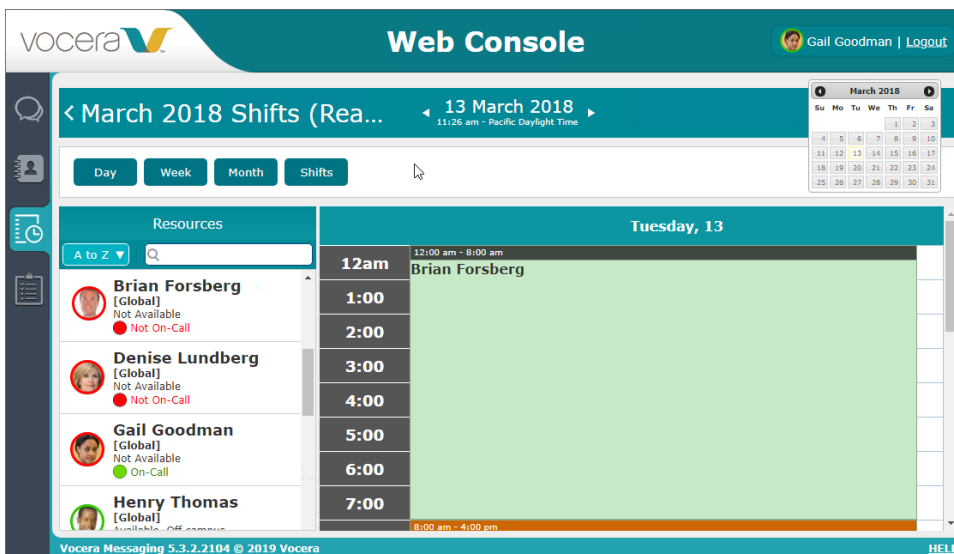 vocera
Web Console
Gail Goodman | Logout
< March 2018 Shifts (Rea...
13 March 2018
11:26 am - Pacific Daylight Time
March 2018
Su Mo Tu We Th Fr Sa
1 2 3
4 5 6 7 8 9 10
11 12 13 14 15 16 17
18 19 20 21 22 23 24
25 26 27 28 29 30 31
Day Week Month Shifts
Resources
A to Z ▼
Brian Forsberg
[Global]
Not Available
Not On-Call
Denise Lundberg
[Global]
Not Available
Not On-Call
Gail Goodman
[Global]
Not Available
On-Call
Henry Thomas
[Global]
Available, Off-campus
Tuesday, 13
12am
1:00
2:00
3:00
4:00
5:00
6:00
7:00
12:00 am - 8:00 am
Brian Forsberg
8:00 am - 4:00 pm
Vocera Messaging 5.3.2.2104 © 2019 Vocera
HELP